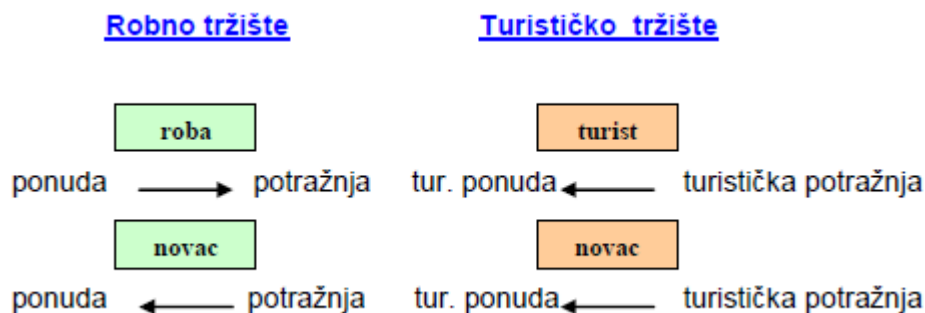 Robno tržište Turističko tržište
roba turist
ponuda potražnja tur. ponuda turistička potražnja
novac novac
ponuda potražnja tur. ponuda turistička potražnja